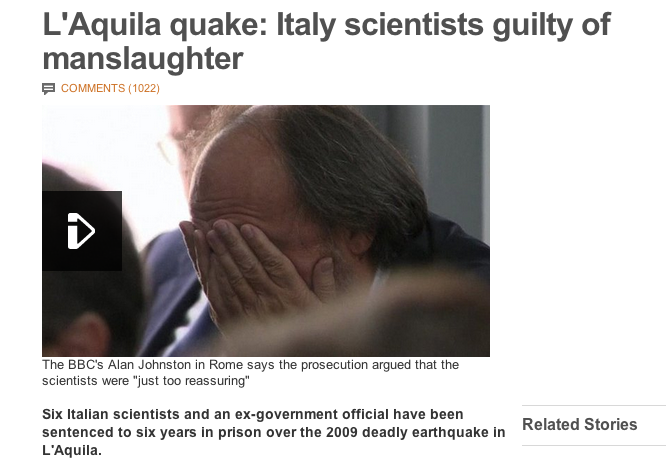 L'Aquila quake: Italy scientists guilty of
manslaughter
COMMENTS (1022)
The BBC's Alan Johnston in Rome says the prosecution argued that the
scientists were "just too reassuring"
Six Italian scientists and an ex-government official have been
sentenced to six years in prison over the 2009 deadly earthquake in
L'Aquila.
Related Stories